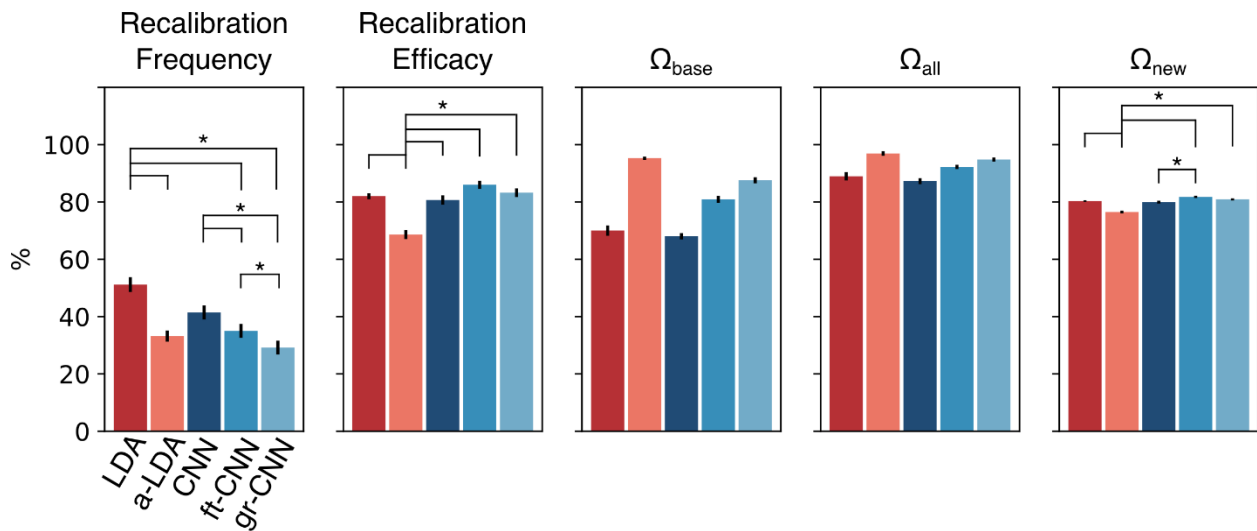 Recalibration
Frequency
Recalibration
Efficacy
Ωbase
Ωall
Ωnew
%
100
80
60
40
20
0
*
*
*
*
*
*
LDA
a-LDA
CNN
ft-CNN
gr-CNN